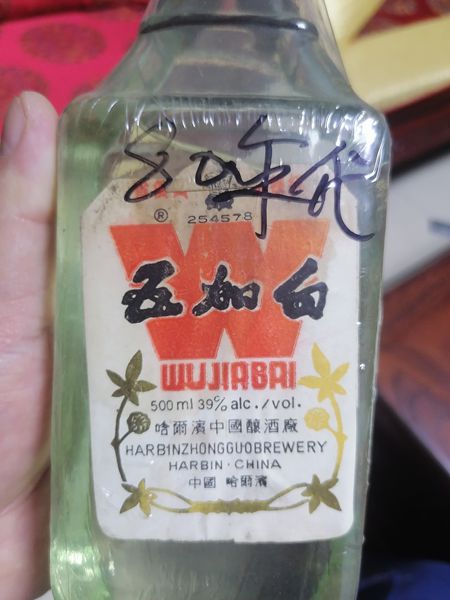 80年代
®
254578
五加白
WUJIABAI
500ml 39% alc./vol.
哈爾濱中國釀酒廠
HARBINZHONGGUOBREWERY
HARBIN·CHINA
中國 哈爾濱